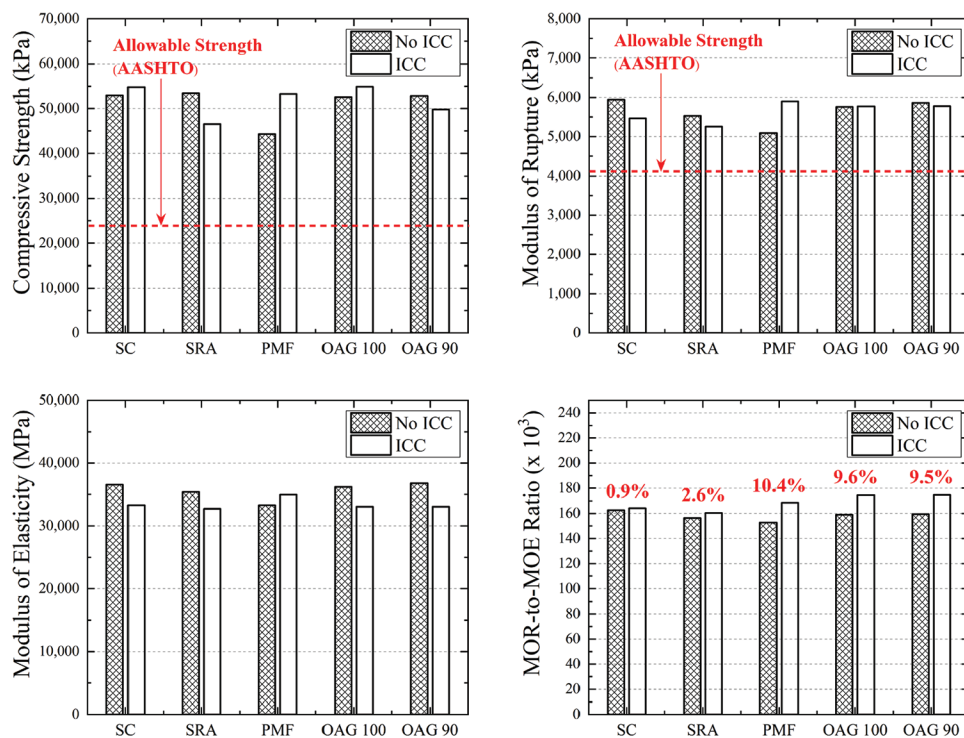 70,000
60,000
50,000
40,000
30,000
20,000
10,000
0
Compressive Strength (kPa)
Allowable Strength
(AASHTO)
No ICC
ICC
SC SRA PMF OAG 100 OAG 90
8,000
7,000
6,000
5,000
4,000
3,000
2,000
1,000
0
Modulus of Rupture (kPa)
Allowable Strength
(AASHTO)
No ICC
ICC
SC SRA PMF OAG 100 OAG 90
50,000
40,000
30,000
20,000
10,000
0
Modulus of Elasticity (MPa)
No ICC
ICC
SC SRA PMF OAG 100 OAG 90
240
220
200
180
160
140
120
100
80
60
40
20
0
MOR-to-MOE Ratio (x 10³)
No ICC
ICC
0.9% 2.6% 10.4% 9.6% 9.5%
SC SRA PMF OAG 100 OAG 90